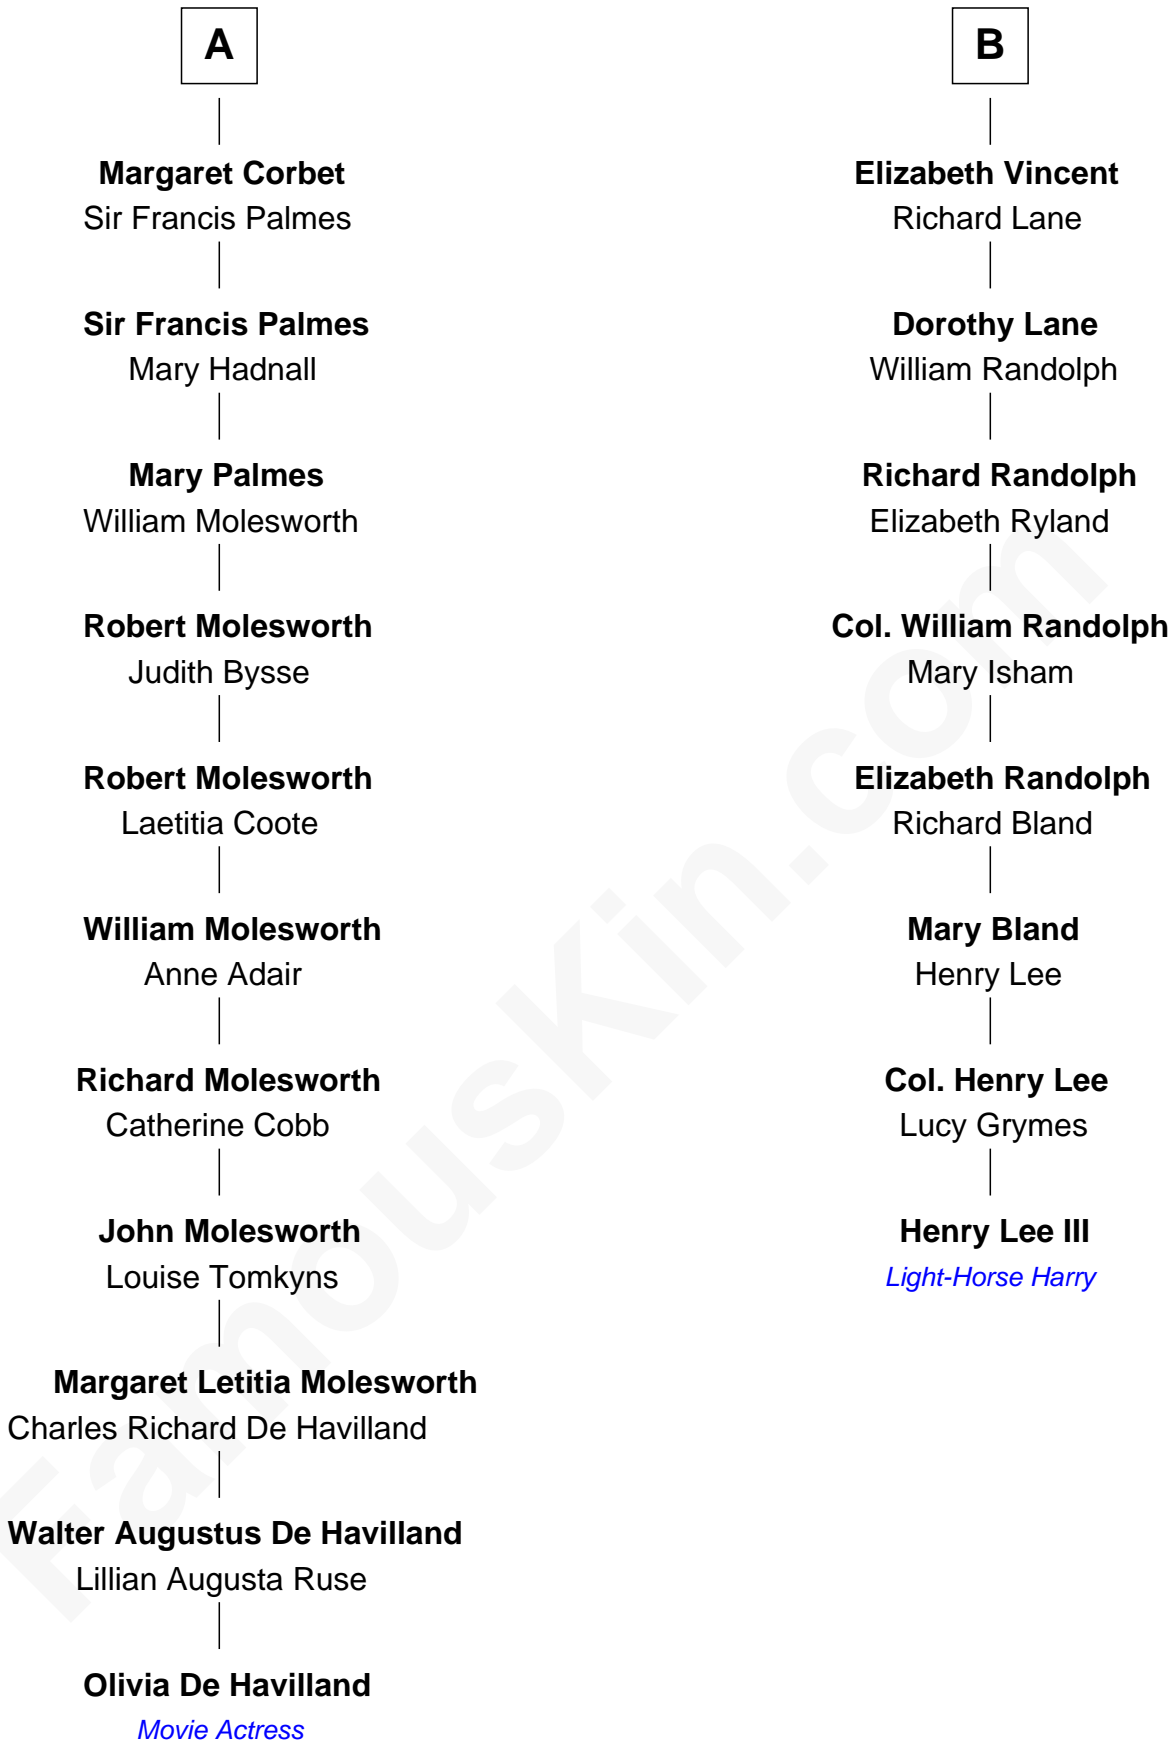 A
Margaret Corbet
Sir Francis Palmes
Sir Francis Palmes
Mary Hadnall
Mary Palmes
William Molesworth
Robert Molesworth
Judith Bysse
Robert Molesworth
Laetitia Coote
William Molesworth
Anne Adair
Richard Molesworth
Catherine Cobb
John Molesworth
Louise Tomkyns
Margaret Letitia Molesworth
Charles Richard De Havilland
Walter Augustus De Havilland
Lillian Augusta Ruse
Olivia De Havilland
Movie Actress
B
Elizabeth Vincent
Richard Lane
Dorothy Lane
William Randolph
Richard Randolph
Elizabeth Ryland
Col. William Randolph
Mary Isham
Elizabeth Randolph
Richard Bland
Mary Bland
Henry Lee
Col. Henry Lee
Lucy Grymes
Henry Lee III
Light-Horse Harry
FamousKin.com